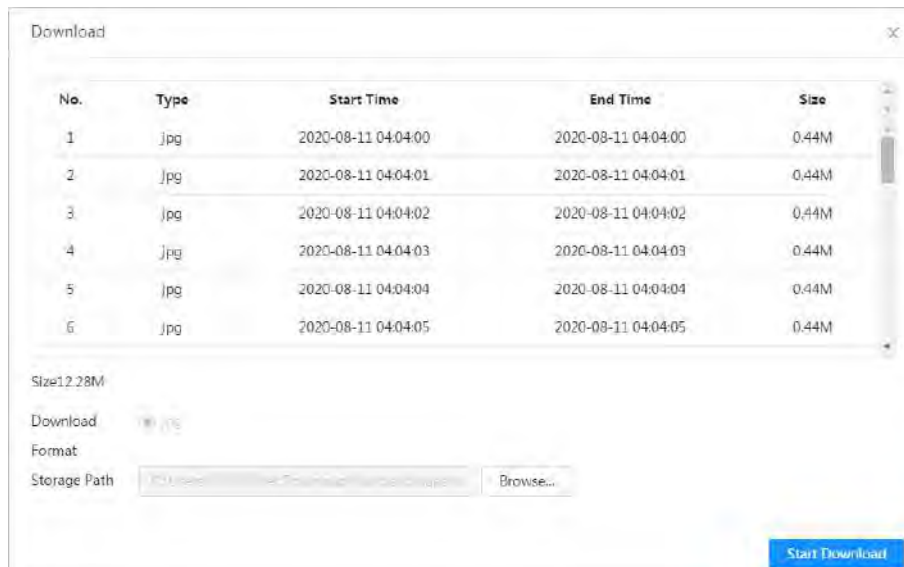 Download
No. Type Start Time End Time Size
1 jpg 2020-08-11 04:04:00 2020-08-11 04:04:00 0.44M
2 jpg 2020-08-11 04:04:01 2020-08-11 04:04:01 0.44M
3 jpg 2020-08-11 04:04:02 2020-08-11 04:04:02 0.44M
4 jpg 2020-08-11 04:04:03 2020-08-11 04:04:03 0.44M
5 jpg 2020-08-11 04:04:04 2020-08-11 04:04:04 0.44M
6 jpg 2020-08-11 04:04:05 2020-08-11 04:04:05 0.44M
Size12.28M
Download jpg
Format
Storage Path Browse...
Start Download